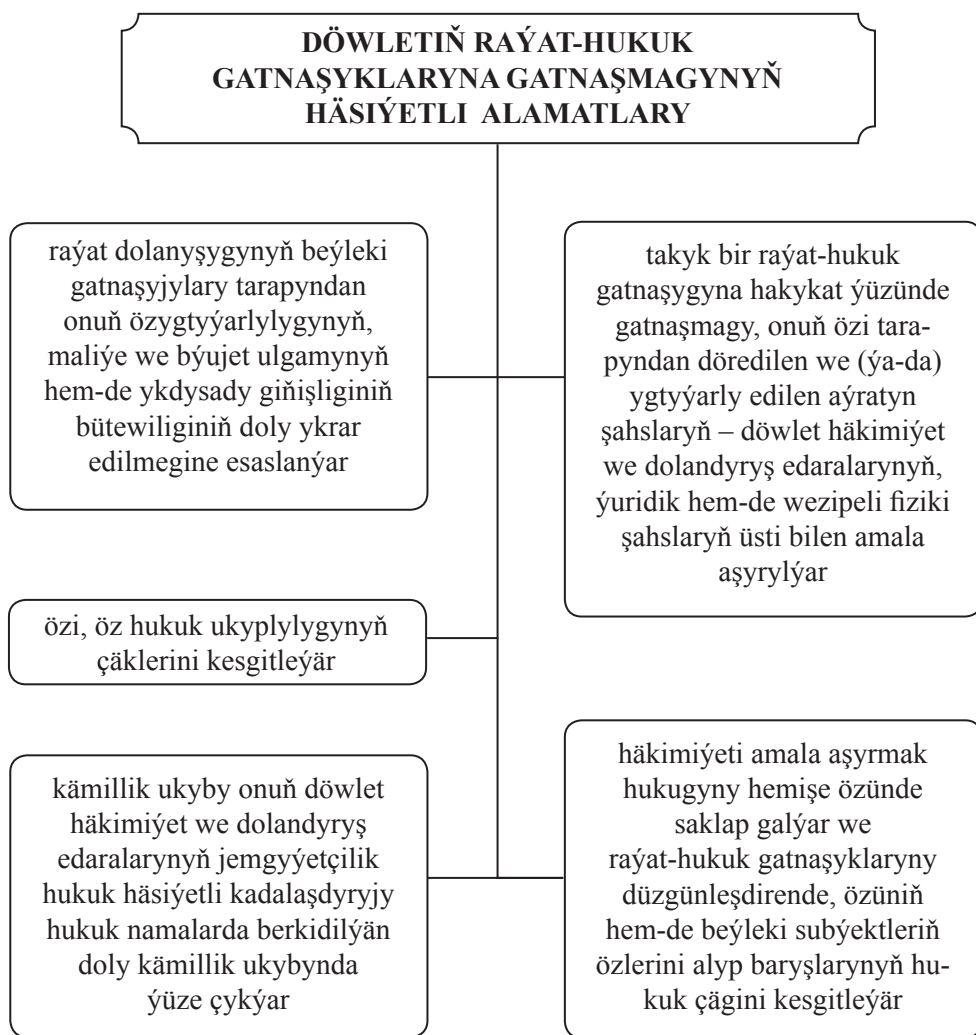 DÖWLETIŇ RAÝAT-HUKUK
GATNAŞYKLARYNA GATNAŞMAGYNYŇ
HÄSIÝETLI ALAMATLARY
raýat dolanyşygynyň beýleki
gatnaşyjylary tarapyndan
onuň özygtyýarlylygynyň,
maliýe we býujet ulgamynyň
hem-de ykdysady giňişliginiň
bütewiliginiň doly ykrar
edilmegine esaslanýar
takyk bir raýat-hukuk
gatnaşygyna hakykat ýüzünde
gatnaşmagy, onuň özi tara-
pyndan döredilen we (ýa-da)
ygtyýarly edilen aýratyn
şahslaryň – döwlet häkimiýet
we dolandyryş edaralarynyň,
ýuridik hem-de wezipeli fiziki
şahslaryň üsti bilen amala
aşyrylýar
özi, öz hukuk ukyplylygynyň
çäklerini kesgitleýär
kämillik ukyby onuň döwlet
häkimiýet we dolandyryş
edaralarynyň jemgyýetçilik
hukuk häsiýetli kadalaşdyryjy
hukuk namalarda berkidilýän
doly kämillik ukybynda
ýüze çykýar
häkimiýeti amala aşyrmak
hukugyny hemişe özünde
saklap galýar we
raýat-hukuk gatnaşyklaryny
düzgünleşdirende, özüniň
hem-de beýleki subýektleriň
özlerini alyp baryşlarynyň hu-
kuk çägini kesgitleýär